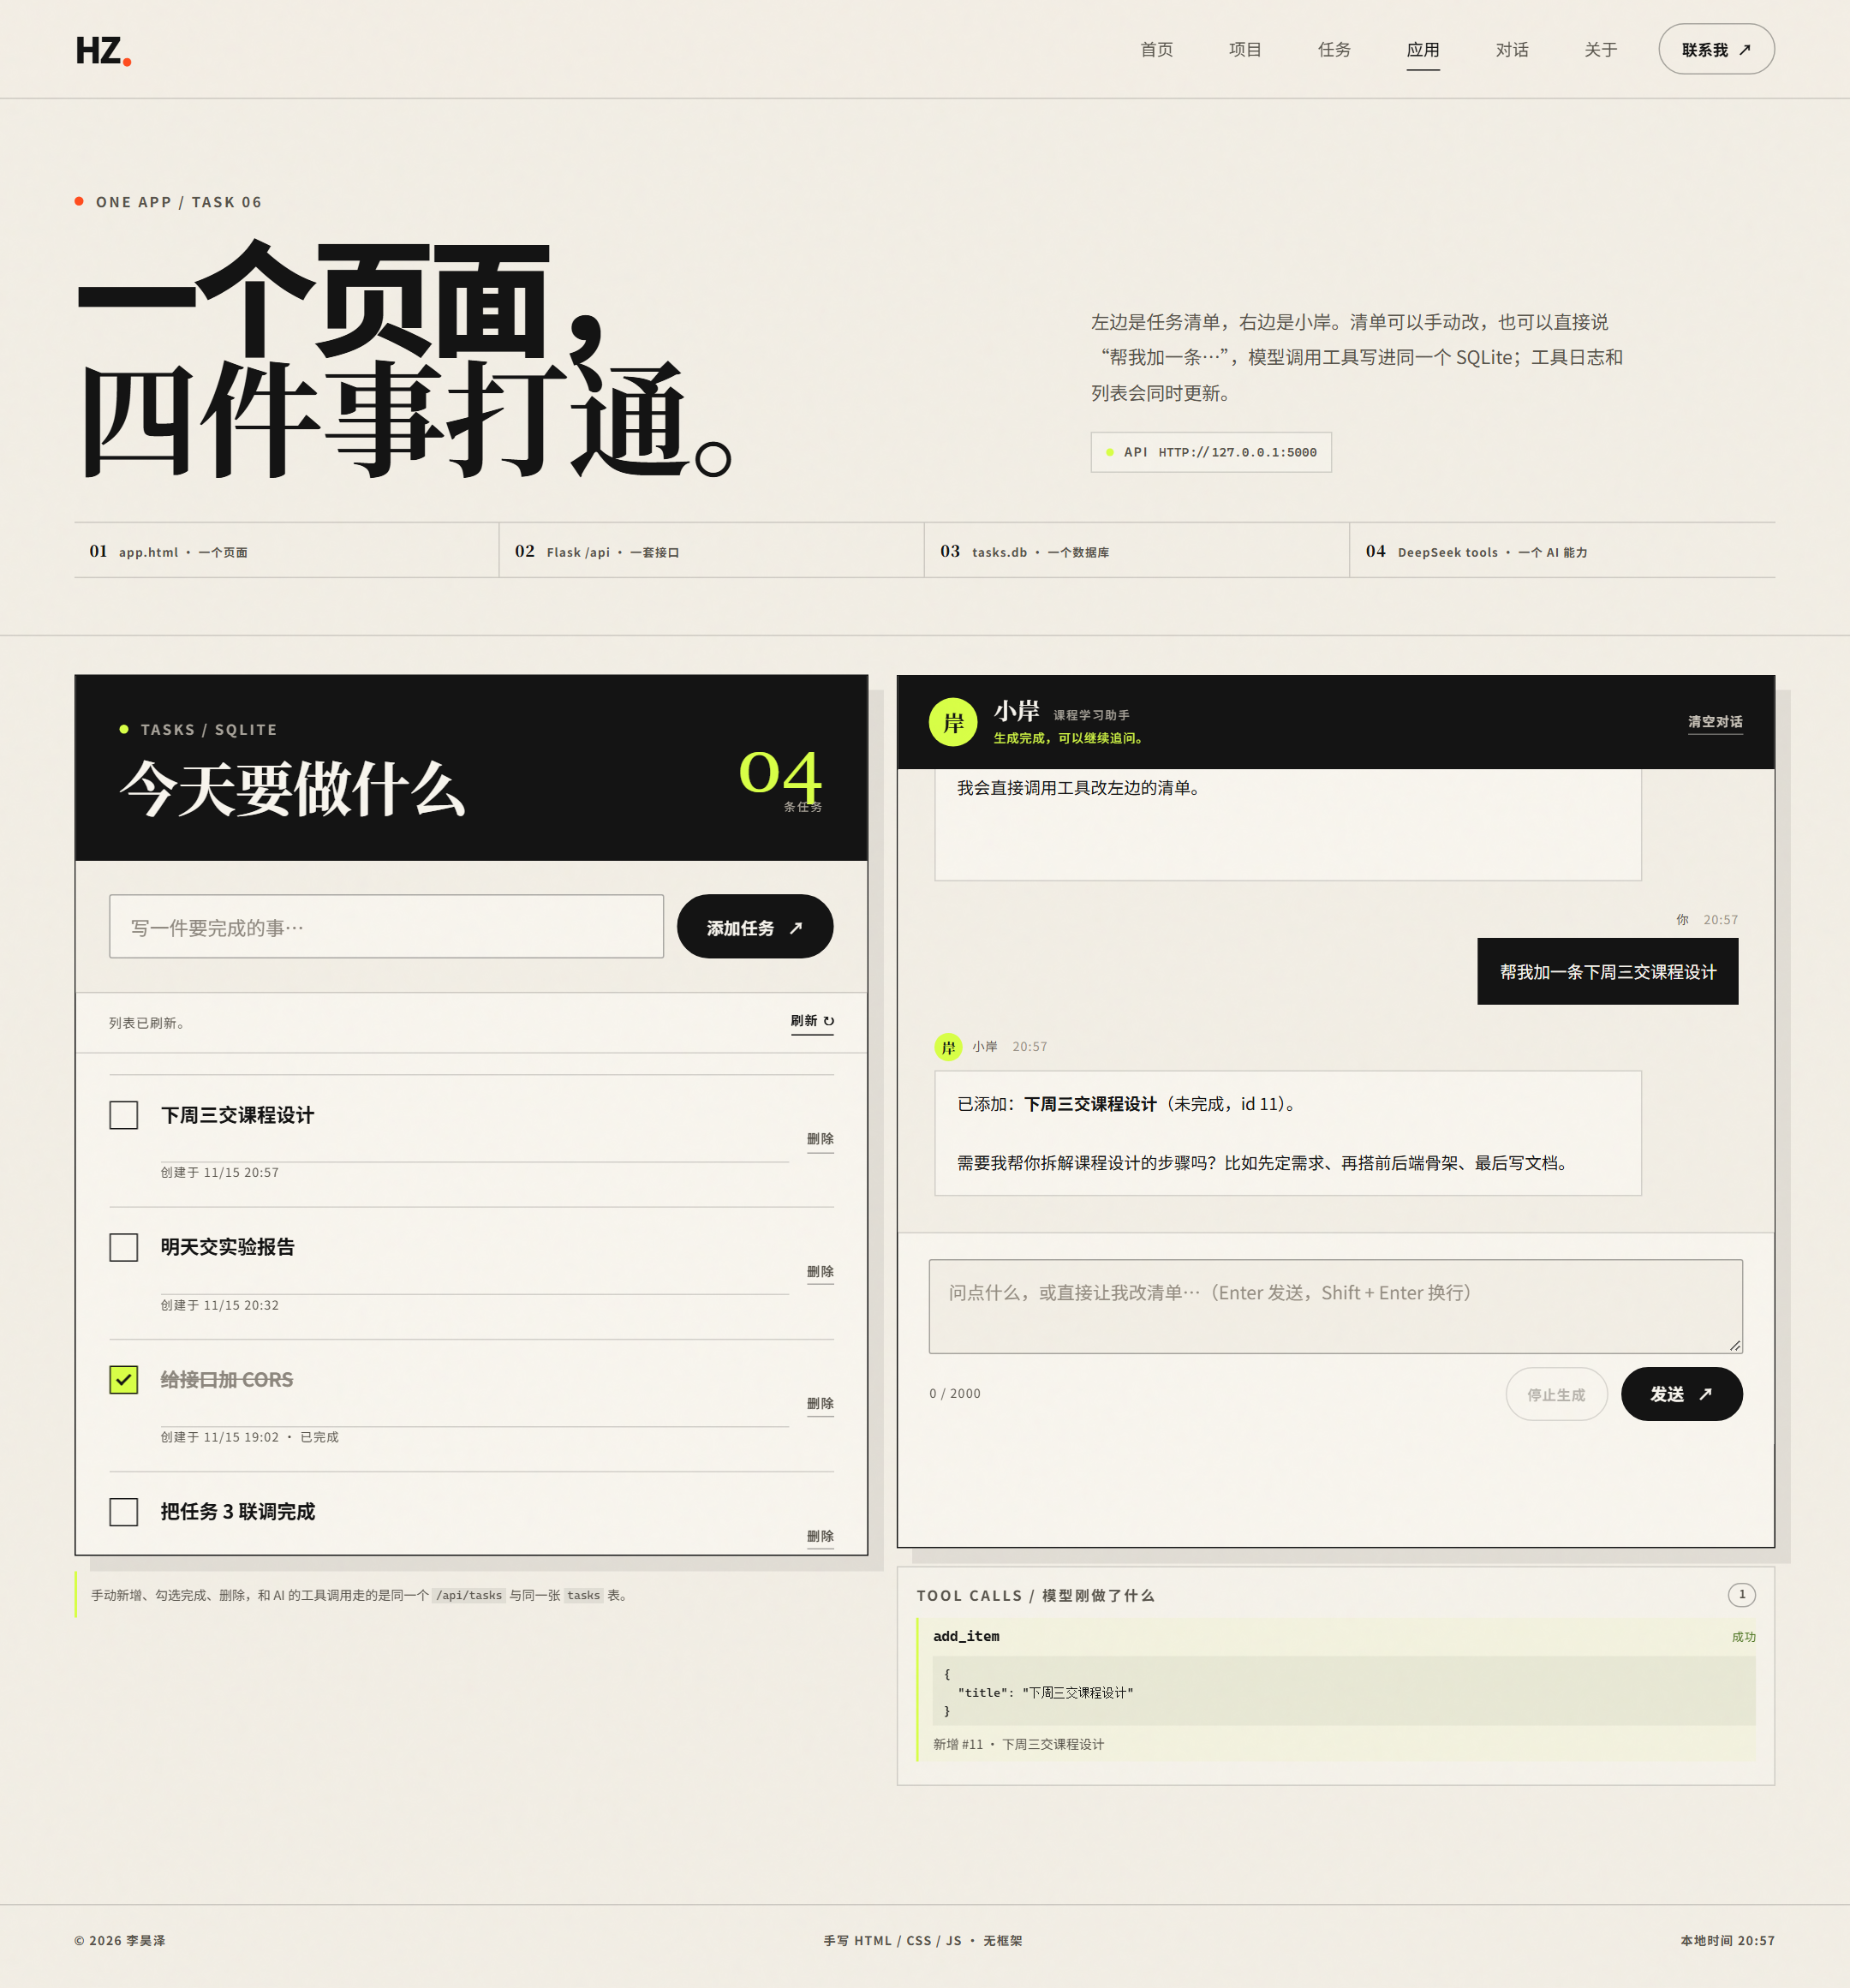 HZ.
首页
项目
任务
应用
对话
关于
联系我 ↗
ONE APP / TASK 06
一个页面，
四件事打通。
左边是任务清单，右边是小岸。清单可以手动改，也可以直接说
“帮我加一条…”，模型调用工具写进同一个 SQLite；工具日志和
列表会同时更新。
API HTTP://127.0.0.1:5000
01 app.html · 一个页面
02 Flask /api · 一套接口
03 tasks.db · 一个数据库
04 DeepSeek tools · 一个 AI 能力
TASKS / SQLITE
今天要做什么
04
条任务
写一件要完成的事…
添加任务 ↗
列表已刷新。
刷新 ↻
下周三交课程设计
删除
创建于 11/15 20:57
明天交实验报告
删除
创建于 11/15 20:32
给接口加 CORS
删除
创建于 11/15 19:02 · 已完成
把任务 3 联调完成
删除
手动新增、勾选完成、删除，和 AI 的工具调用走的是同一个 /api/tasks 与同一张 tasks 表。
岸
小岸 课程学习助手
生成完成，可以继续追问。
清空对话
我会直接调用工具改左边的清单。
你 20:57
帮我加一条下周三交课程设计
岸 小岸 20:57
已添加：下周三交课程设计（未完成，id 11）。
需要我帮你拆解课程设计的步骤吗？比如先定需求、再搭前后端骨架、最后写文档。
问点什么，或直接让我改清单…（Enter 发送，Shift + Enter 换行）
0 / 2000
停止生成
发送 ↗
TOOL CALLS / 模型刚做了什么
1
add_item
成功
{
"title": "下周三交课程设计"
}
新增 #11 · 下周三交课程设计
© 2026 李昊泽
手写 HTML / CSS / JS · 无框架
本地时间 20:57